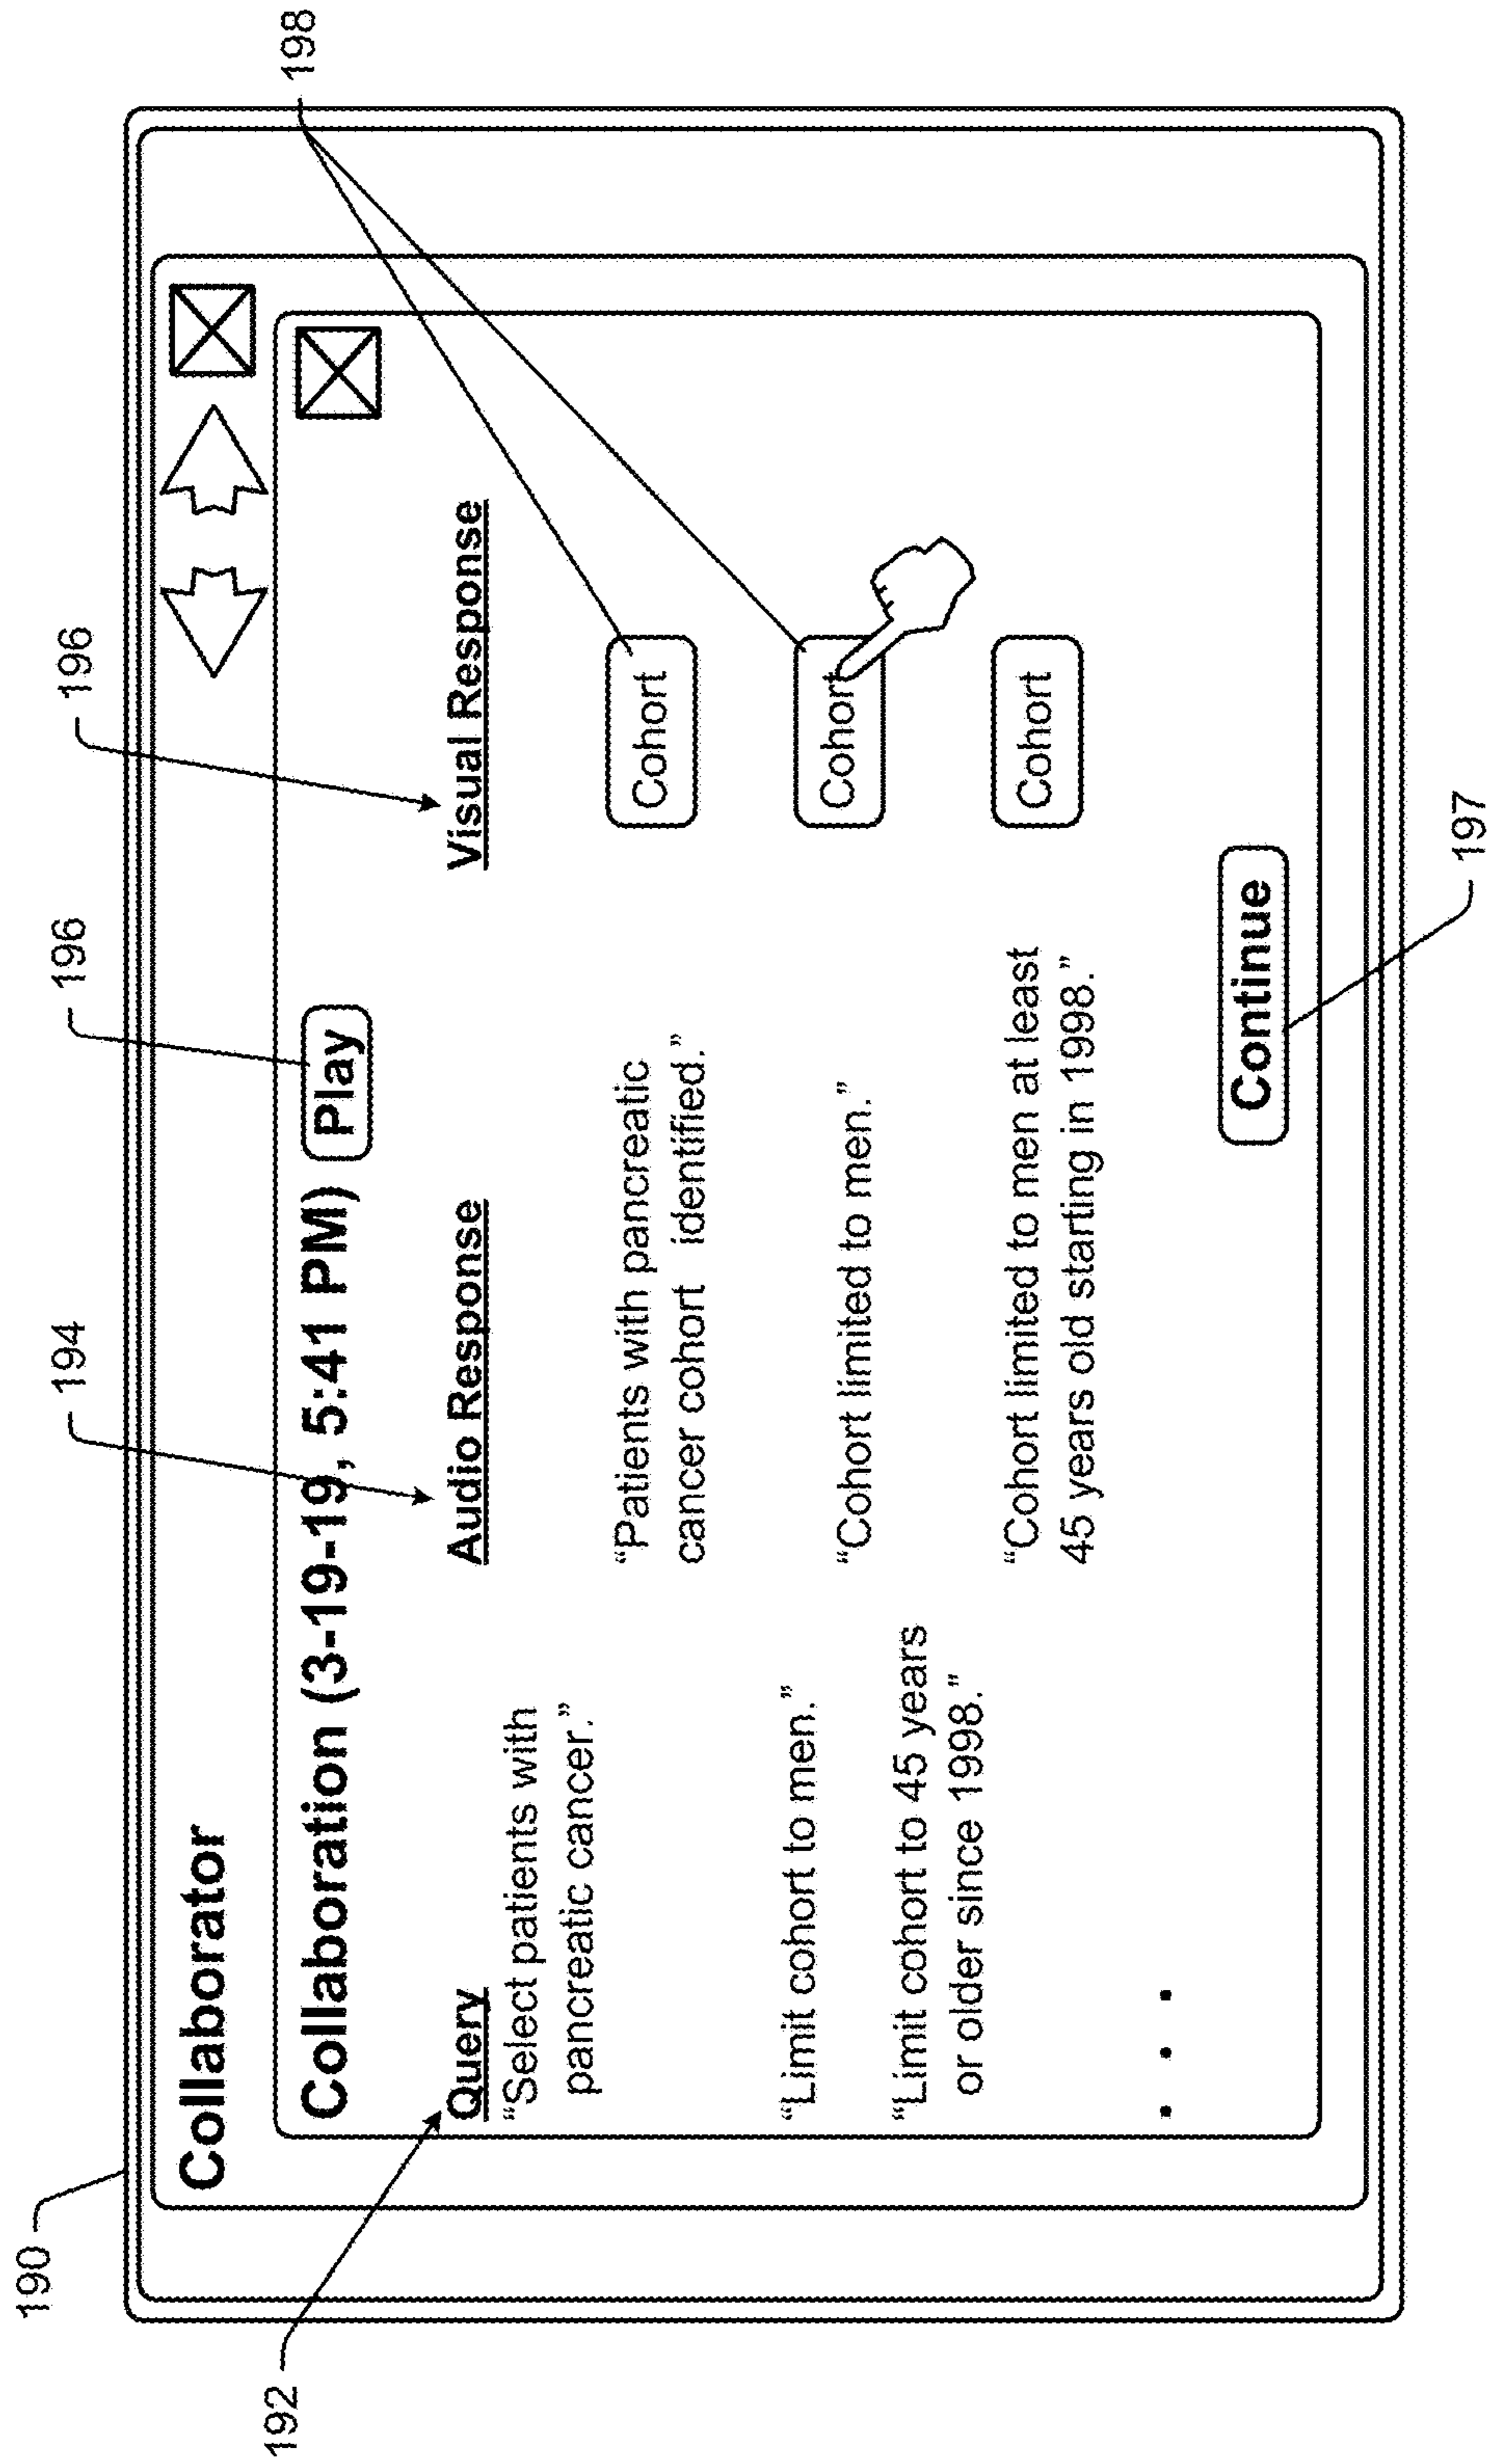 190
192
194
196
196
198
Collaborator
Collaboration (3-19-19, 5:41 PM) Play
Query
Audio Response
Visual Response
“Select patients with
pancreatic cancer.”
“Patients with pancreatic
cancer cohort identified.”
Cohort
“Limit cohort to men.”
“Cohort limited to men.”
Cohort
“Limit cohort to 45 years
or older since 1998.”
“Cohort limited to men at least
45 years old starting in 1998.”
Cohort
. . .
Continue
197